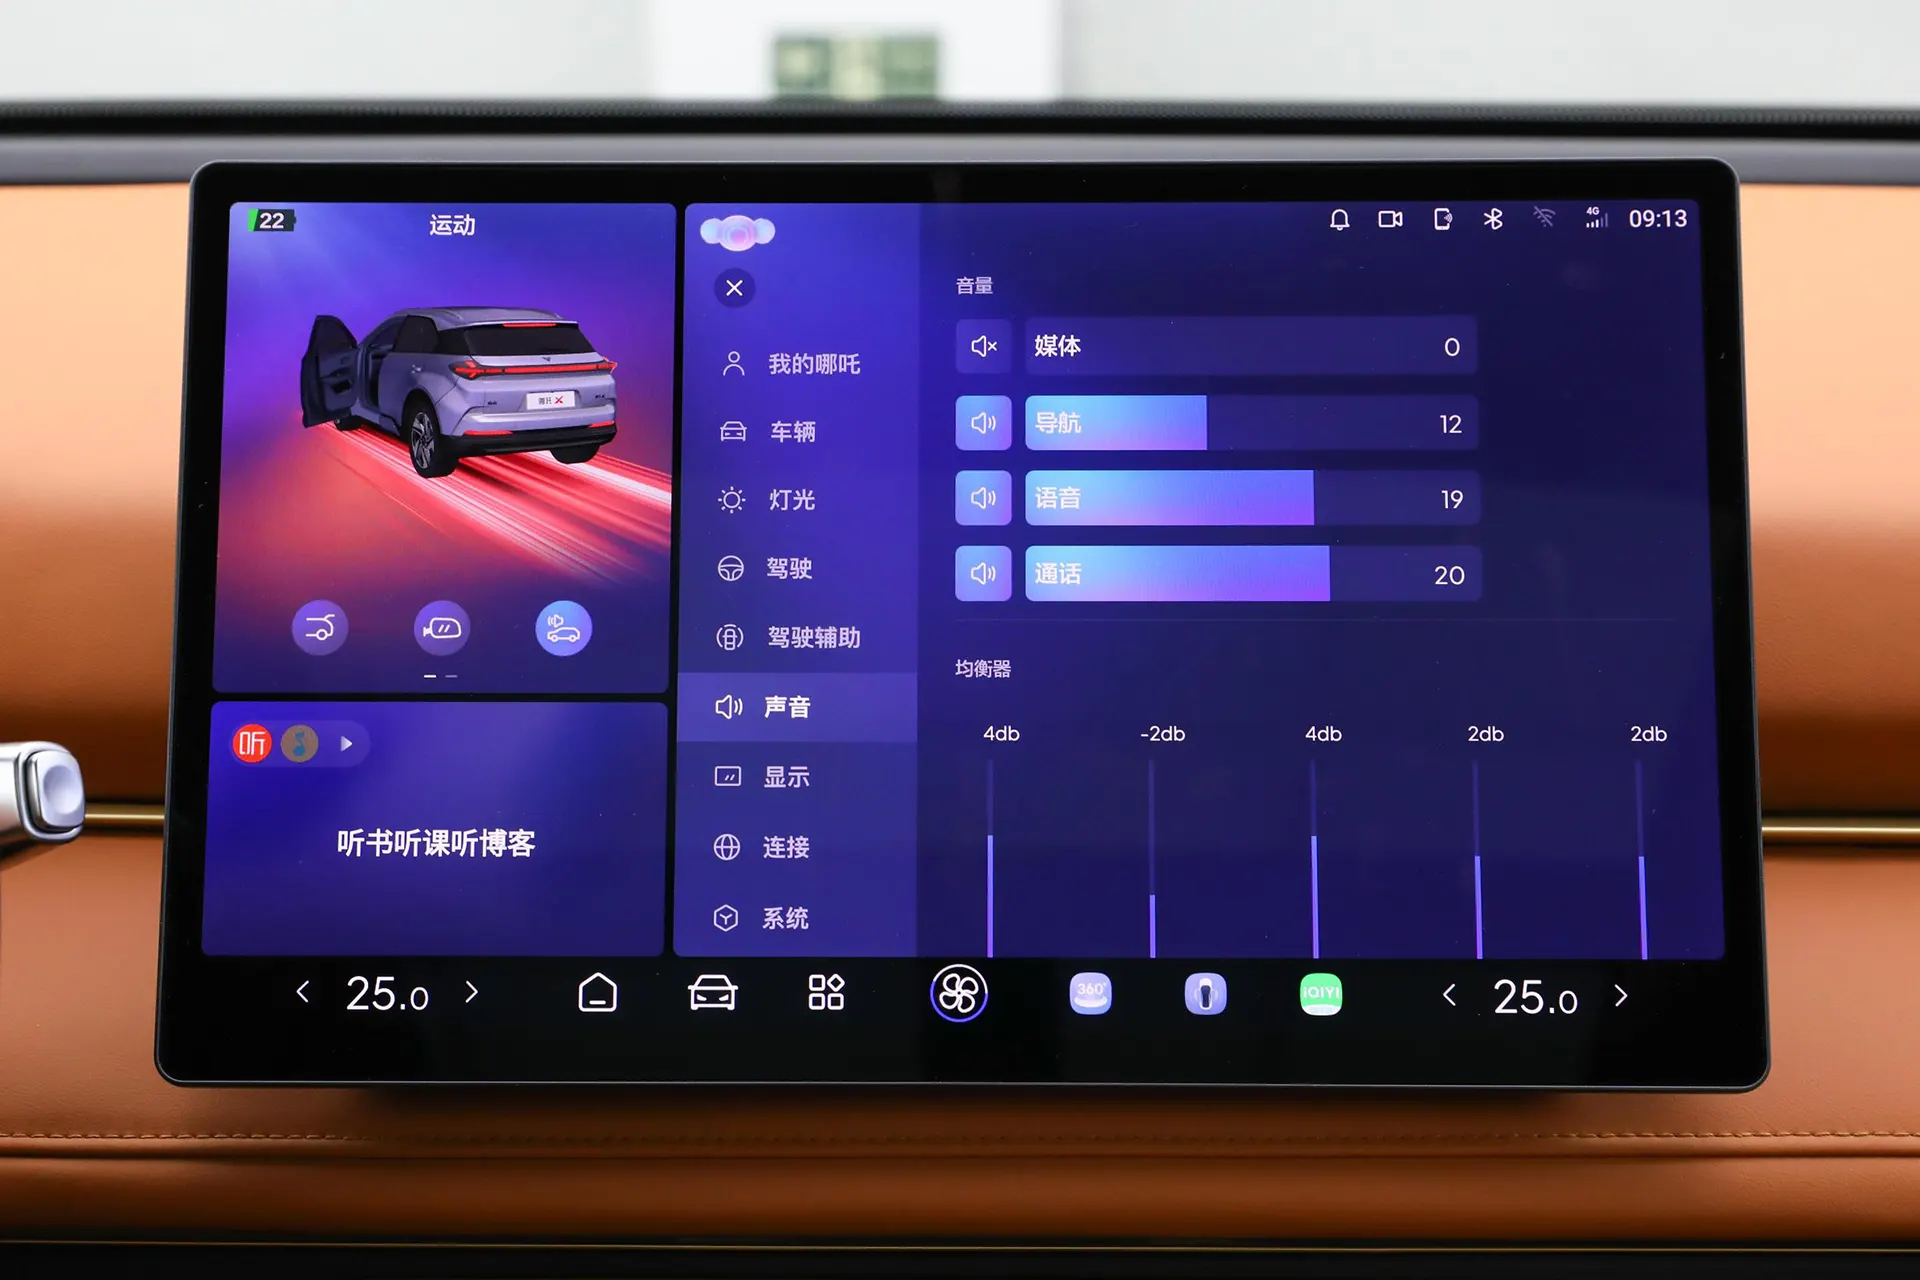 22
运动
4G
09:13
我的哪吒
车辆
灯光
驾驶
驾驶辅助
声音
显示
连接
系统
音量
媒体 0
导航 12
语音 19
通话 20
均衡器
4db -2db 4db 2db 2db
听
听书听课听博客
哪吒 X
25.0
360°
iQIYI
25.0